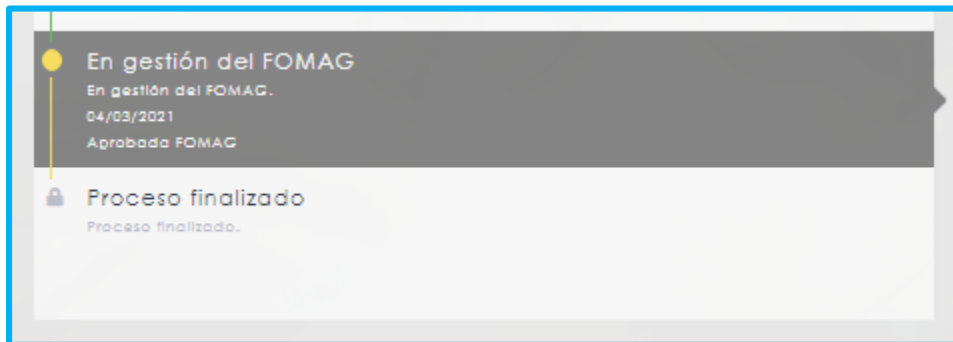 En gestión del FOMAG
En gestión del FOMAG.
04/03/2021
Aprobada FOMAG
Proceso finalizado
Proceso finalizado.